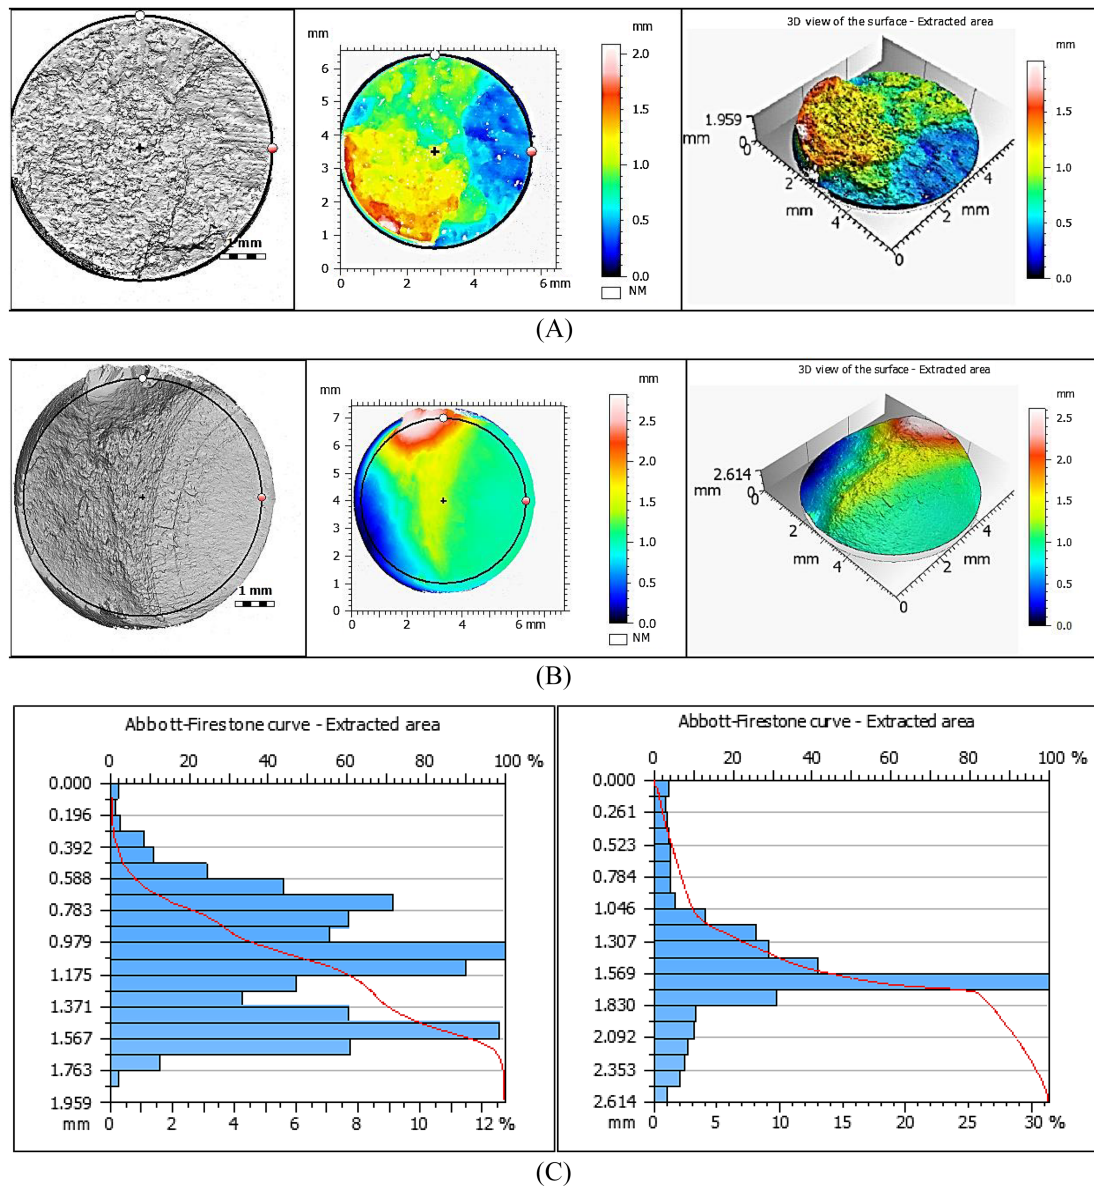 1 mm
mm
6
5
4
3
2
1
0
0 2 4 6 mm
mm
2.0
1.5
1.0
0.5
0.0
NM
3D view of the surface - Extracted area
1.959
mm
0
2
4
mm
0
2
4
mm
mm
1.5
1.0
0.5
0.0
(A)
1 mm
mm
7
6
5
4
3
2
1
0
0 2 4 6 mm
mm
2.5
2.0
1.5
1.0
0.5
0.0
NM
3D view of the surface - Extracted area
2.614
mm
0
2
4
mm
0
2
4
mm
mm
2.5
2.0
1.5
1.0
0.5
0.0
(B)
Abbott-Firestone curve - Extracted area
0 20 40 60 80 100 %
0.000
0.196
0.392
0.588
0.783
0.979
1.175
1.371
1.567
1.763
1.959
mm 0 2 4 6 8 10 12 %
Abbott-Firestone curve - Extracted area
0 20 40 60 80 100 %
0.000
0.261
0.523
0.784
1.046
1.307
1.569
1.830
2.092
2.353
2.614
mm 0 5 10 15 20 25 30 %
(C)